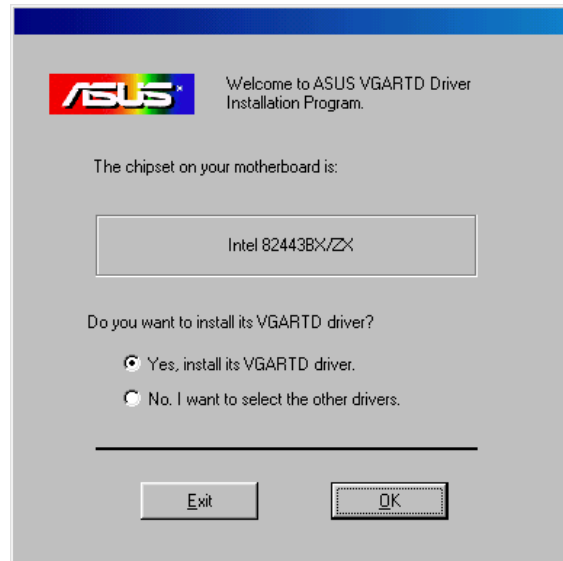 ASUS
Welcome to ASUS VGARTD Driver
Installation Program.
The chipset on your motherboard is:
Intel 82443BX/ZX
Do you want to install its VGARTD driver?
Yes, install its VGARTD driver.
No. I want to select the other drivers.
Exit
OK